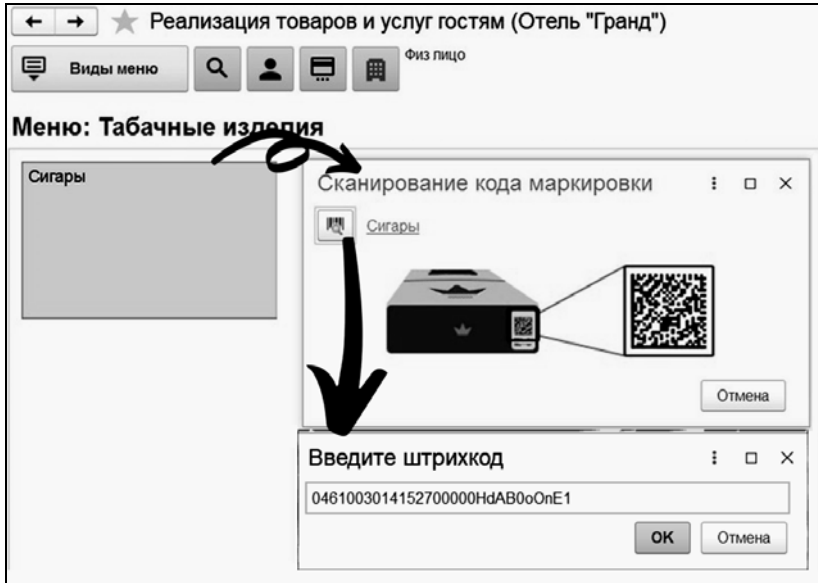 Реализация товаров и услуг гостям (Отель "Гранд")
Виды меню
Физ лицо
Меню: Табачные изделия
Сигары
Сканирование кода маркировки
Сигары
Отмена
Введите штрихкод
0461003014152700000HdAB0oOnE1
OK
Отмена